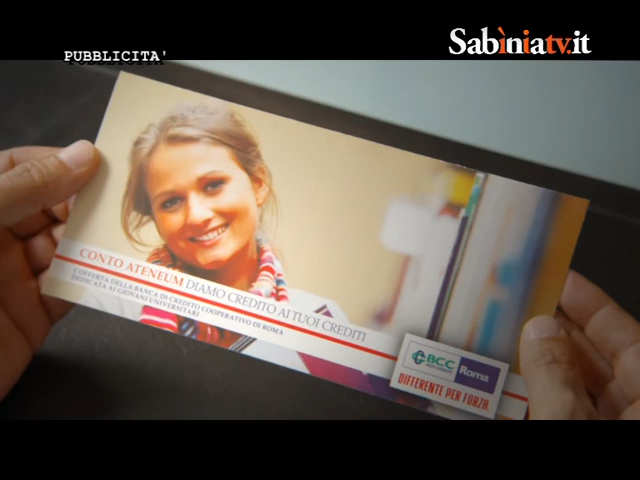 Sabìniatv.it
PUBBLICITA'
CONTO ATENEUM DIAMO CREDITO AI TUOI CREDITI
L'OFFERTA DELLA BANCA DI CREDITO COOPERATIVO DI ROMA
DEDICATA AI GIOVANI UNIVERSITARI
BCC Roma
DIFFERENTE PER FORZA